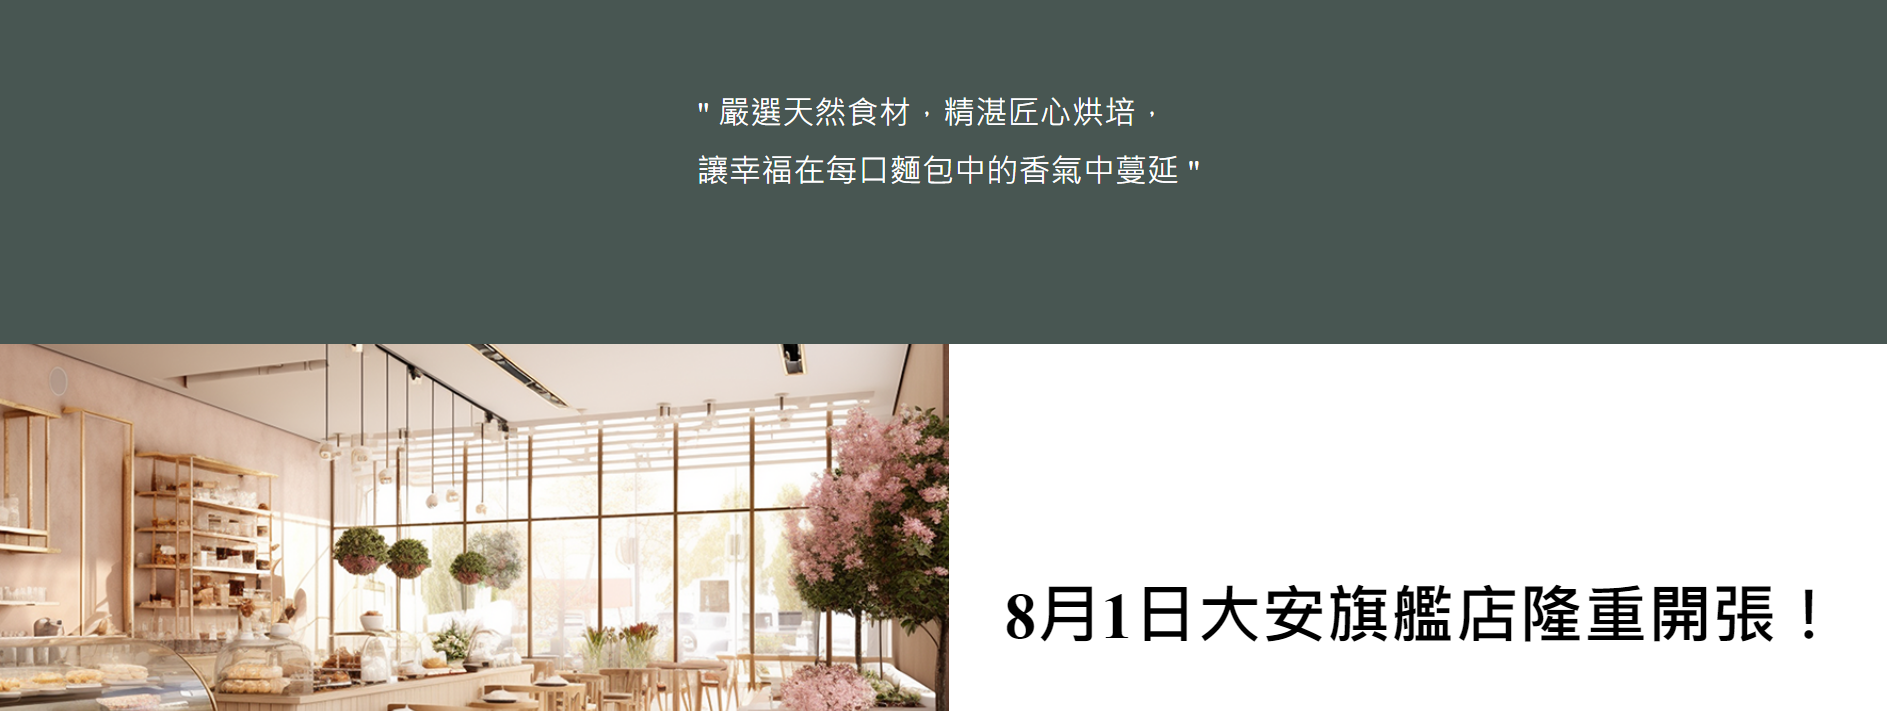 " 嚴選天然食材，精湛匠心烘培，
讓幸福在每口麵包中的香氣中蔓延 "
8月1日大安旗艦店隆重開張！